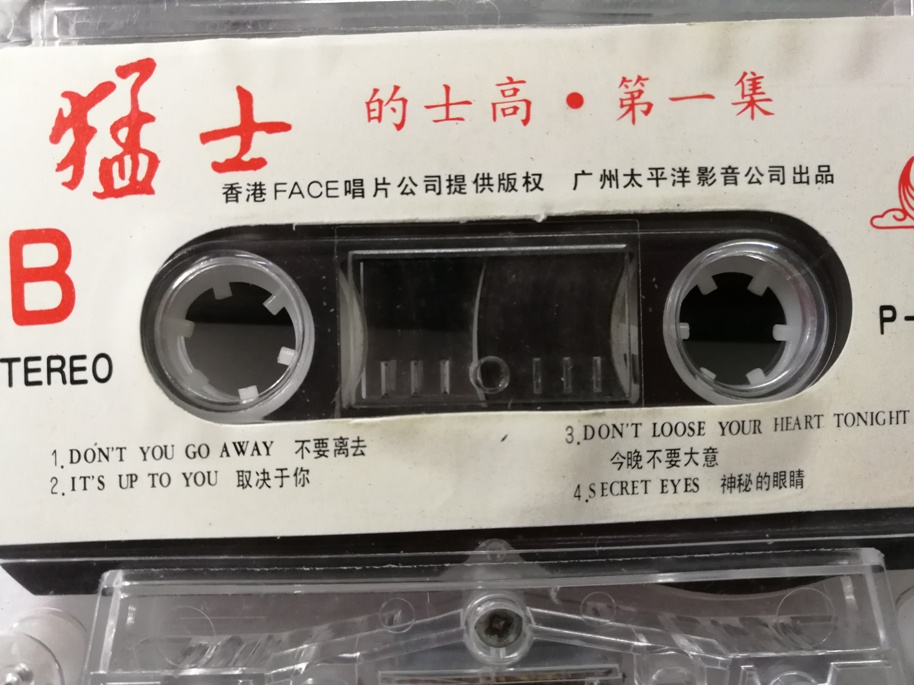 猛士 的士高·第一集
香港FACE唱片公司提供版权 广州太平洋影音公司出品
B
TEREO
P-
1.DON'T YOU GO AWAY 不要离去
2.IT'S UP TO YOU 取决于你
3.DON'T LOOSE YOUR HEART TONIGHT
今晚不要大意
4.SECRET EYES 神秘的眼睛